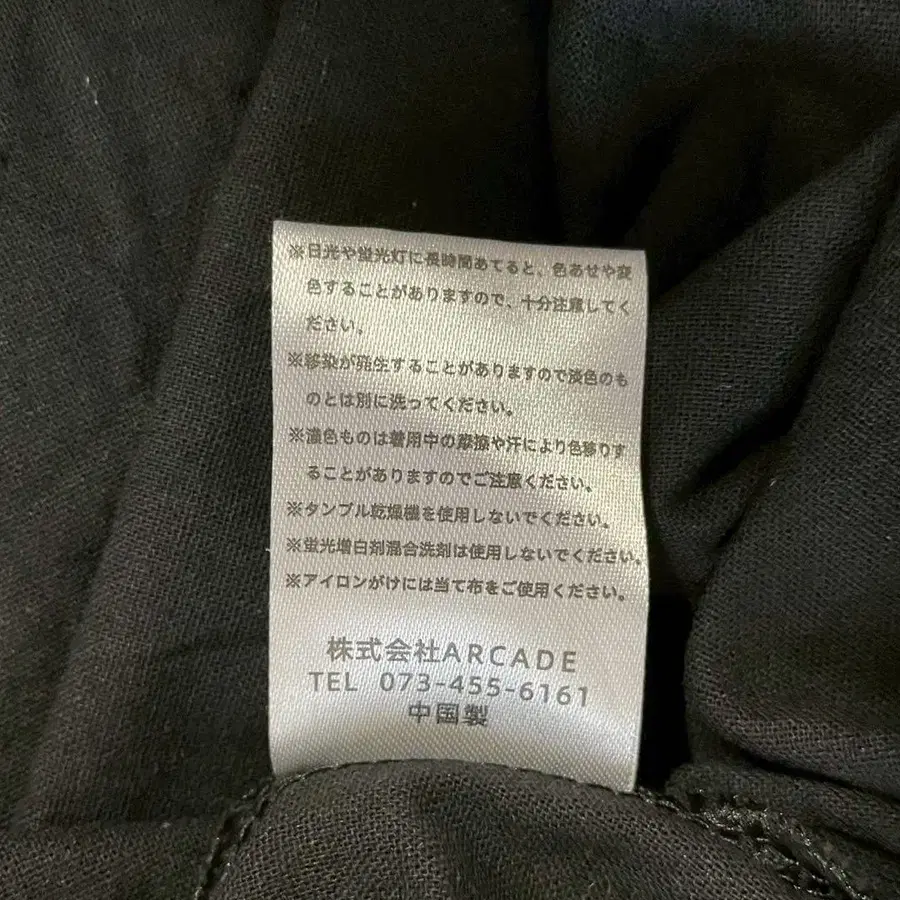 ※日光や蛍光灯に長時間あてると、色あせや変
色することがありますので、十分注意してく
ださい。
※移染が発生することがありますので淡色のも
のとは別に洗ってください。
※濃色ものは着用中の摩擦や汗により色移りす
ることがありますのでご注意ください。
※タンブル乾燥機を使用しないでください。
※蛍光増白剤混合洗剤は使用しないでください。
※アイロンがけには当て布をご使用ください。
株式会社ARCADE
TEL 073-455-6161
中国製